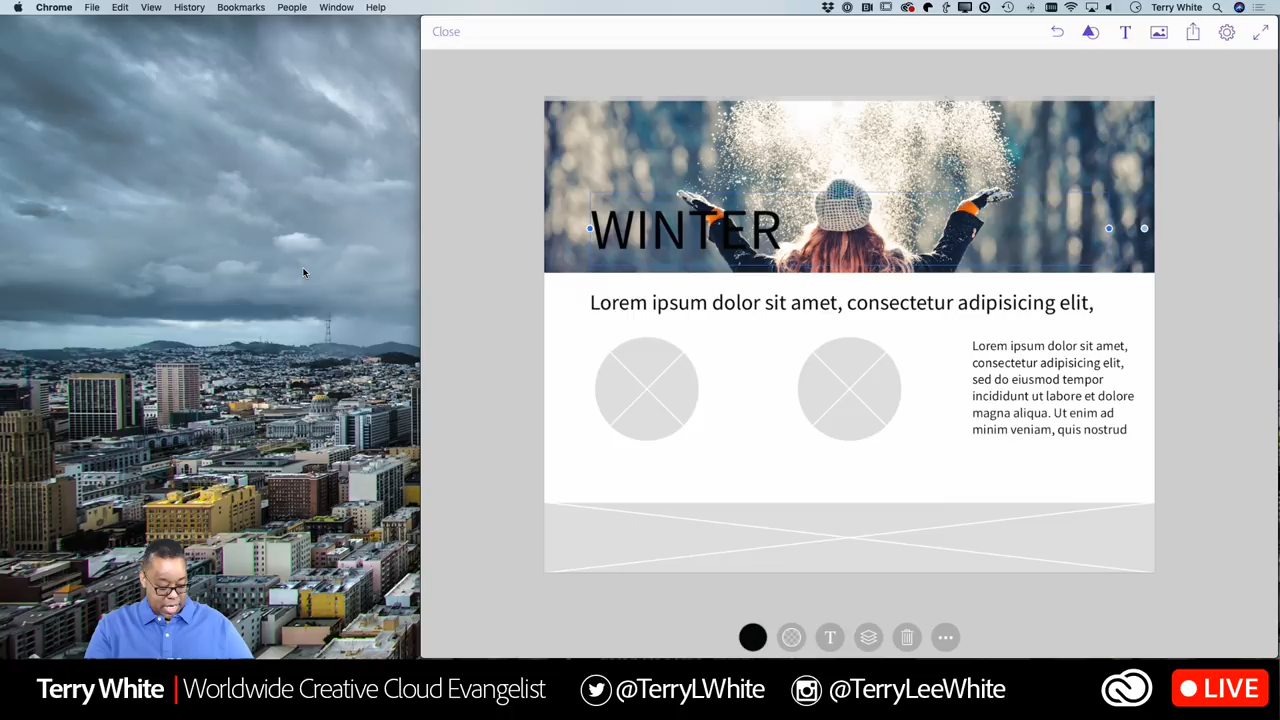 Chrome File Edit View History Bookmarks People Window Help
Terry White
Close
T
WINTER
Lorem ipsum dolor sit amet, consectetur adipisicing elit,
Lorem ipsum dolor sit amet,
consectetur adipisicing elit,
sed do eiusmod tempor
incididunt ut labore et dolore
magna aliqua. Ut enim ad
minim veniam, quis nostrud
T
Terry White | Worldwide Creative Cloud Evangelist
@TerryLWhite
@TerryLeeWhite
LIVE